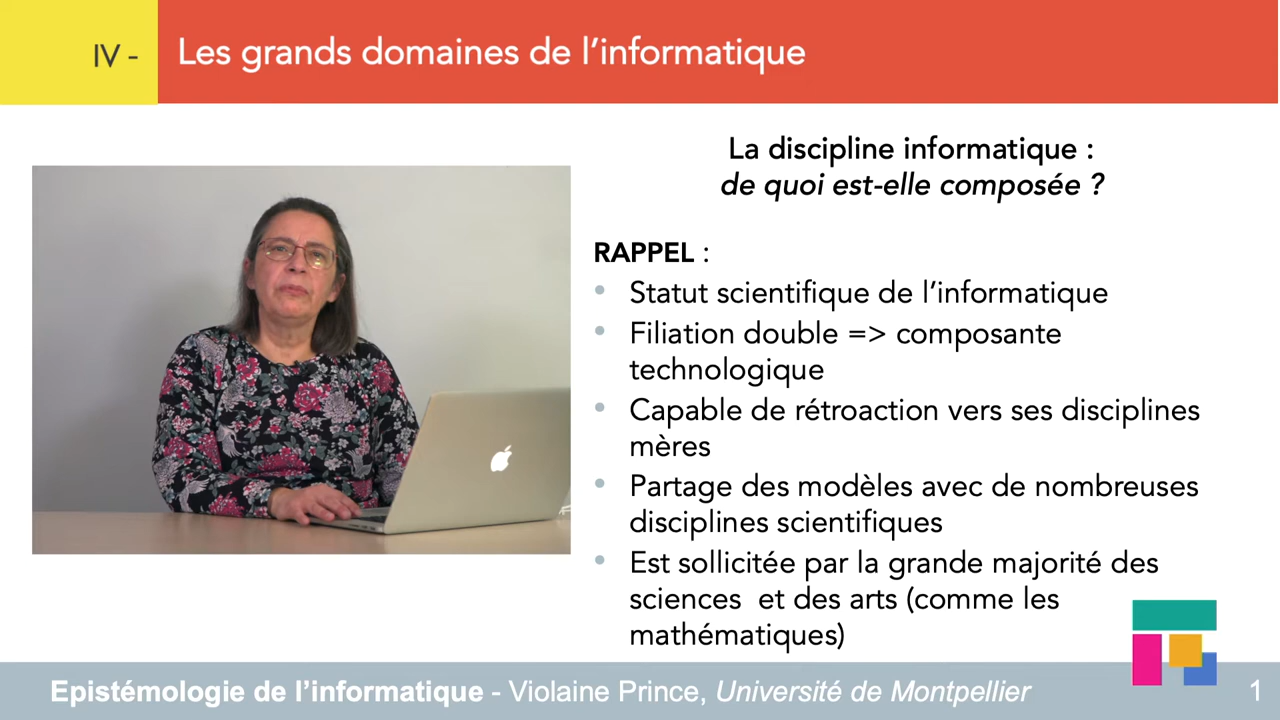 IV - Les grands domaines de l’informatique
La discipline informatique :
de quoi est-elle composée ?
RAPPEL :
• Statut scientifique de l’informatique
• Filiation double => composante
technologique
• Capable de rétroaction vers ses disciplines
mères
• Partage des modèles avec de nombreuses
disciplines scientifiques
• Est sollicitée par la grande majorité des
sciences et des arts (comme les
mathématiques)
Epistémologie de l’informatique - Violaine Prince, Université de Montpellier 1